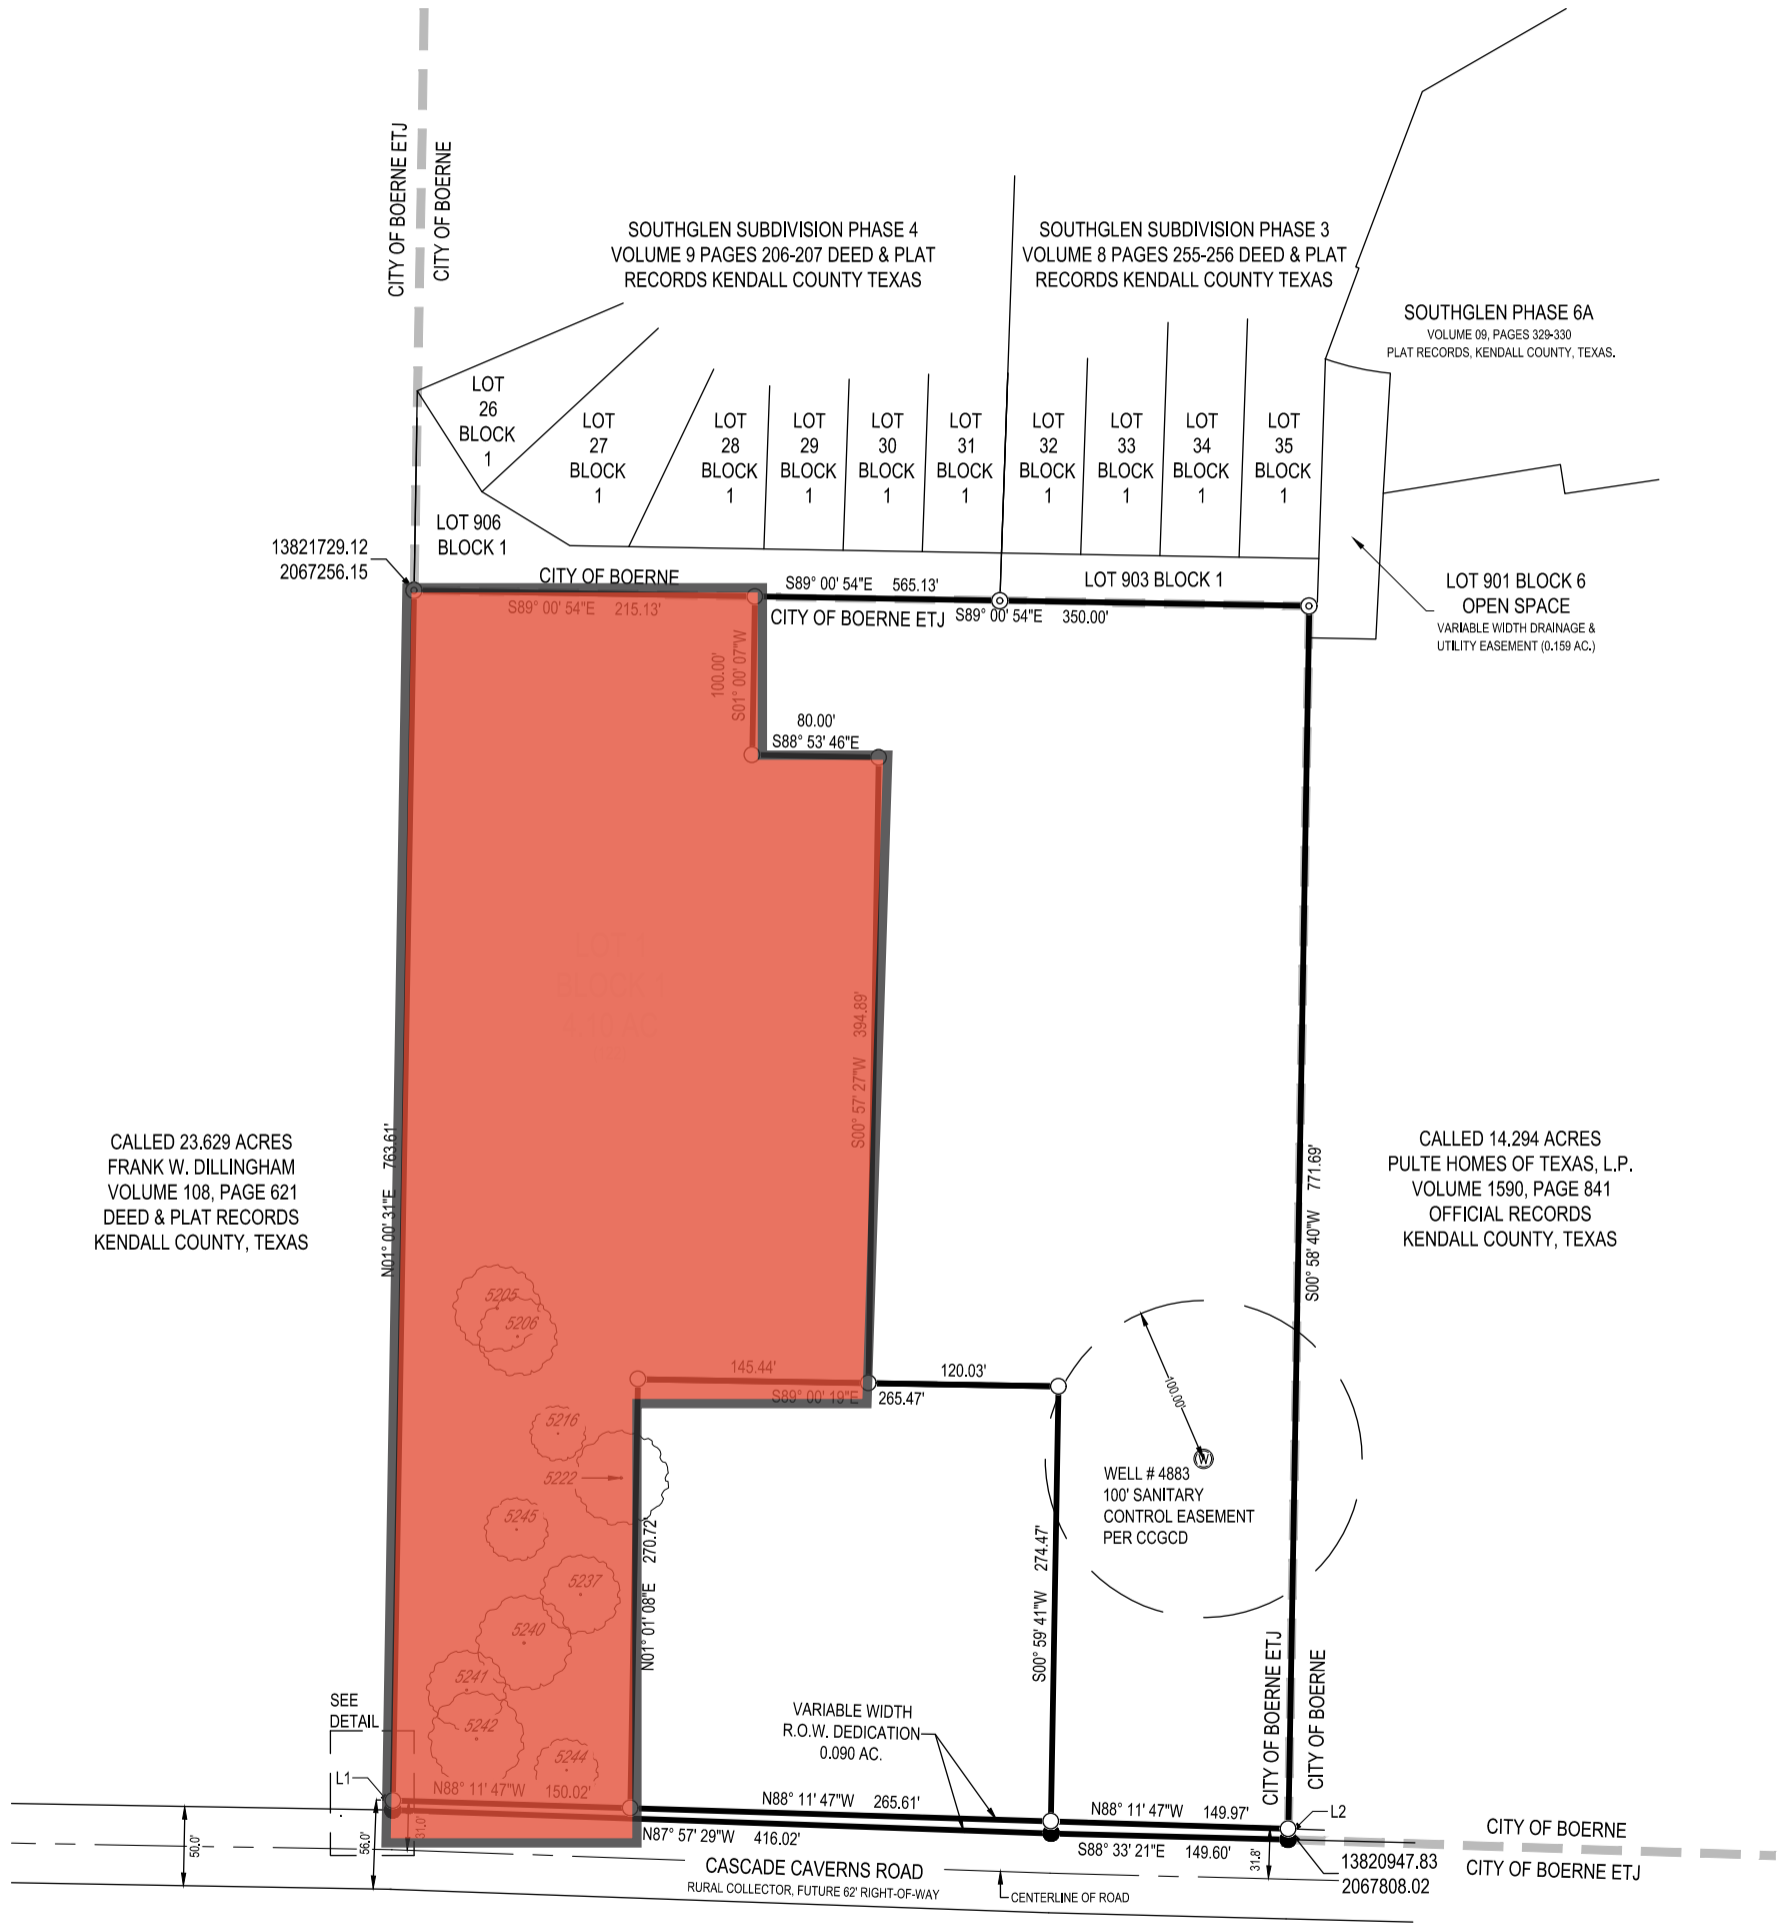 CITY OF BOERNE ETJ
CITY OF BOERNE
SOUTHGLEN SUBDIVISION PHASE 4
VOLUME 9 PAGES 206-207 DEED & PLAT
RECORDS KENDALL COUNTY TEXAS
SOUTHGLEN SUBDIVISION PHASE 3
VOLUME 8 PAGES 255-256 DEED & PLAT
RECORDS KENDALL COUNTY TEXAS
SOUTHGLEN PHASE 6A
VOLUME 09, PAGES 329-330
PLAT RECORDS, KENDALL COUNTY, TEXAS.
LOT
26
BLOCK
1
LOT
27
BLOCK
1
LOT
28
BLOCK
1
LOT
29
BLOCK
1
LOT
30
BLOCK
1
LOT
31
BLOCK
1
LOT
32
BLOCK
1
LOT
33
BLOCK
1
LOT
34
BLOCK
1
LOT
35
BLOCK
1
LOT 906
BLOCK 1
13821729.12
2067256.15
CITY OF BOERNE
S89° 00' 54"E 565.13'
LOT 903 BLOCK 1
S89° 00' 54"E 215.13'
CITY OF BOERNE ETJ
S89° 00' 54"E 350.00'
LOT 901 BLOCK 6
OPEN SPACE
VARIABLE WIDTH DRAINAGE &
UTILITY EASEMENT (0.159 AC.)
100.00'
S01° 00' 07"W
80.00'
S88° 53' 46"E
LOT
BLOCK
S00° 57' 27"W 394.89'
CALLED 23.629 ACRES
FRANK W. DILLINGHAM
VOLUME 108, PAGE 621
DEED & PLAT RECORDS
KENDALL COUNTY, TEXAS
N01° 00' 31"E 763.61'
S00° 58' 40"W 771.69'
CALLED 14.294 ACRES
PULTE HOMES OF TEXAS, L.P.
VOLUME 1590, PAGE 841
OFFICIAL RECORDS
KENDALL COUNTY, TEXAS
5205
5206
145.44'
120.03'
S89° 00' 19"E 265.47'
100.00'
5216
5222
5245
5237
5240
5241
5242
5244
W
WELL # 4883
100' SANITARY
CONTROL EASEMENT
PER CCGCD
N01° 01' 08"E 270.72'
S00° 59' 41"W 274.47'
CITY OF BOERNE ETJ
CITY OF BOERNE
SEE
DETAIL
VARIABLE WIDTH
R.O.W. DEDICATION
0.090 AC.
L1
N88° 11' 47"W 150.02'
N88° 11' 47"W 265.61'
N88° 11' 47"W 149.97'
L2
50.0'
56.0'
31.0'
N87° 57' 29"W 416.02'
S88° 33' 21"E 149.60'
31.8'
CITY OF BOERNE
CITY OF BOERNE ETJ
13820947.83
2067808.02
CASCADE CAVERNS ROAD
RURAL COLLECTOR, FUTURE 62' RIGHT-OF-WAY
CENTERLINE OF ROAD